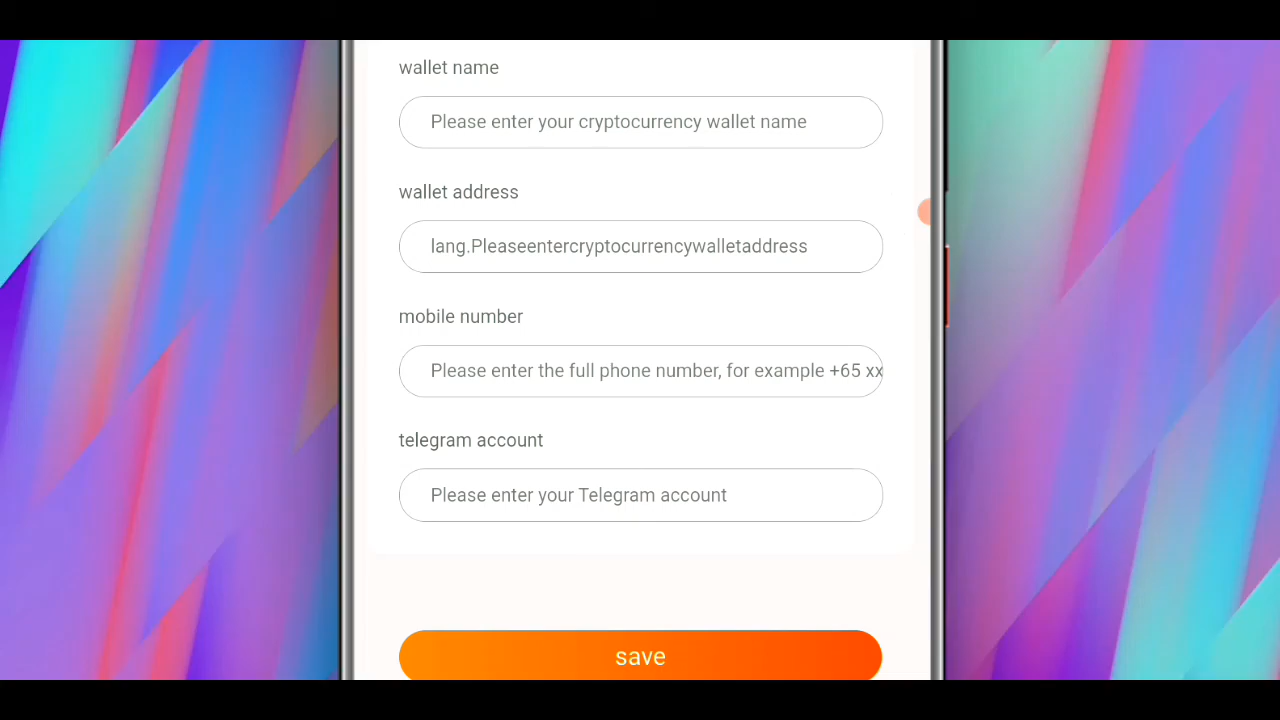 wallet name
Please enter your cryptocurrency wallet name
wallet address
lang.Pleaseentercryptocurrencywalletaddress
mobile number
Please enter the full phone number, for example +65 xx
telegram account
Please enter your Telegram account
save